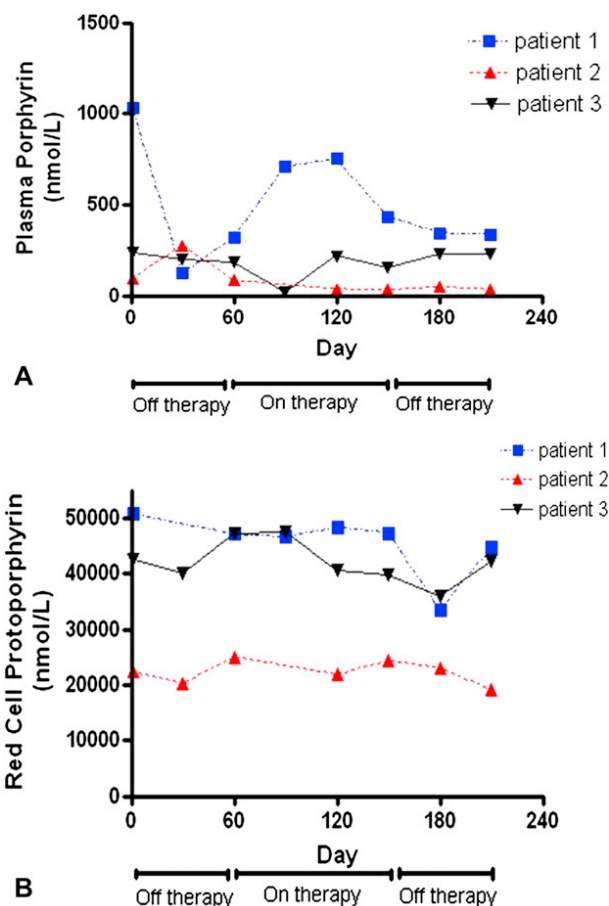 1500
1000
500
0
Plasma Porphyrin
(nmol/L)
patient 1
patient 2
patient 3
0 60 120 180 240
Day
A
Off therapy On therapy Off therapy
patient 1
patient 2
patient 3
50000
40000
30000
20000
10000
0
Red Cell Protoporphyrin
(nmol/L)
0 60 120 180 240
Day
B
Off therapy On therapy Off therapy